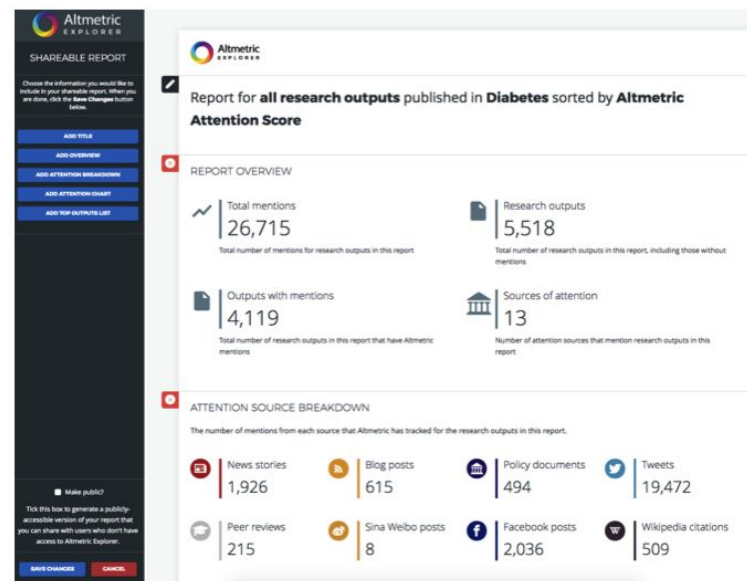 Altmetric
EXPLORER
SHAREABLE REPORT
Choose the information you would like to
include in your shareable report. When you
are done, click the Save Changes button
below.
ADD TITLE
ADD OVERVIEW
ADD ATTENTION BREAKDOWN
ADD ATTENTION CHART
ADD TOP OUTPUTS LIST
Make public?
Tick this box to generate a publicly-
accessible version of your report that
you can share with users who don't have
access to Altmetric Explorer.
SAVE CHANGES
CANCEL
Altmetric
EXPLORER
Report for all research outputs published in Diabetes sorted by Altmetric
Attention Score
REPORT OVERVIEW
Total mentions
26,715
Total number of mentions for research outputs in this report
Research outputs
5,518
Total number of research outputs in this report, including those without
mentions
Outputs with mentions
4,119
Total number of research outputs in this report that have Altmetric
mentions
Sources of attention
13
Number of attention sources that mention research outputs in this
report
ATTENTION SOURCE BREAKDOWN
The number of mentions from each source that Altmetric has tracked for the research outputs in this report.
News stories
1,926
Blog posts
615
Policy documents
494
Tweets
19,472
Peer reviews
215
Sina Weibo posts
8
Facebook posts
2,036
Wikipedia citations
509